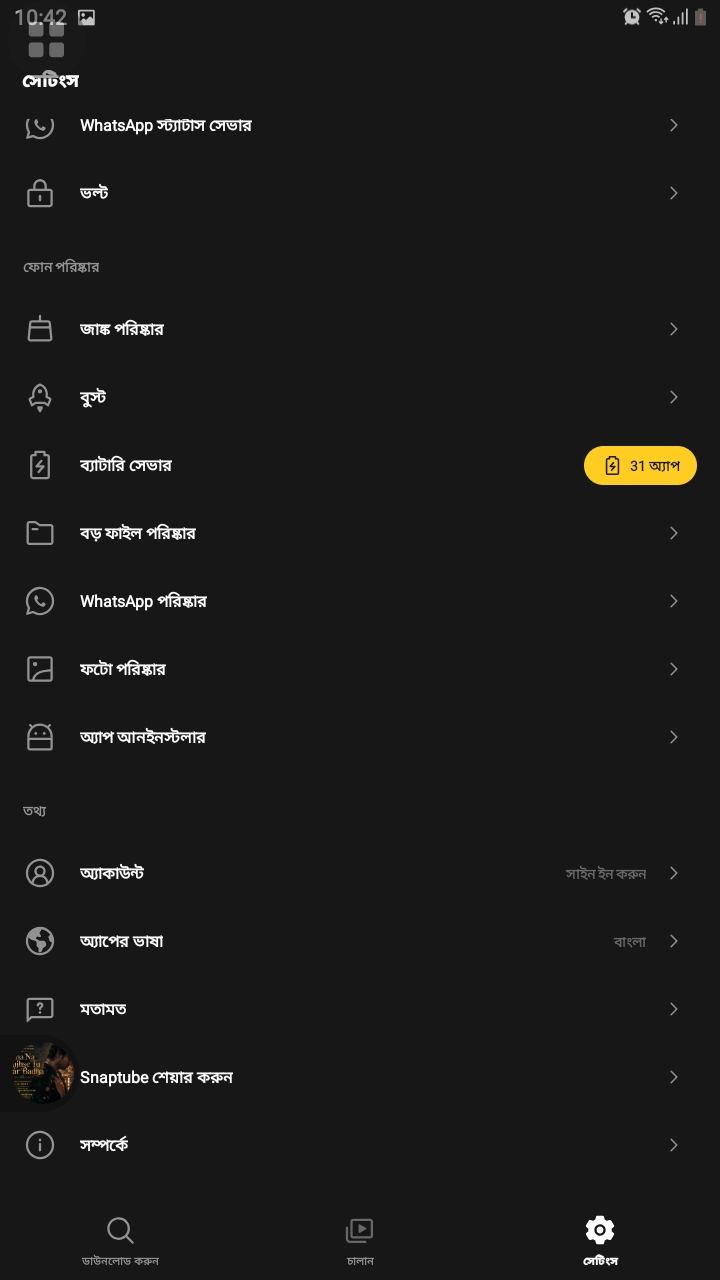 10:42
সেটিংস
WhatsApp স্ট্যাটাস সেভার
ভল্ট
ফোন পরিষ্কার
জাঙ্ক পরিষ্কার
বুস্ট
ব্যাটারি সেভার
31 অ্যাপ
বড় ফাইল পরিষ্কার
WhatsApp পরিষ্কার
ফটো পরিষ্কার
অ্যাপ আনইনস্টলার
তথ্য
অ্যাকাউন্ট
সাইন ইন করুন
অ্যাপের ভাষা
বাংলা
মতামত
Snaptube শেয়ার করুন
সম্পর্কে
ডাউনলোড করুন
চালান
সেটিংস